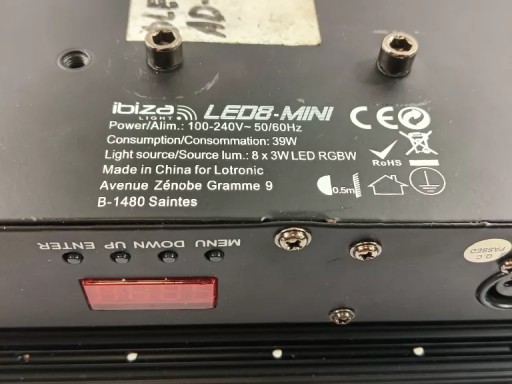 ibiza LIGHT LED8-MINI
Power/Alim.: 100-240V~ 50/60Hz
Consumption/Consommation: 39W
Light source/Source lum.: 8 x 3W LED RGBW
Made in China for Lotronic
Avenue Zénobe Gramme 9
B-1480 Saintes
CE
RoHS
0.5m
MENU DOWN UP ENTER
Q.C
PASSED